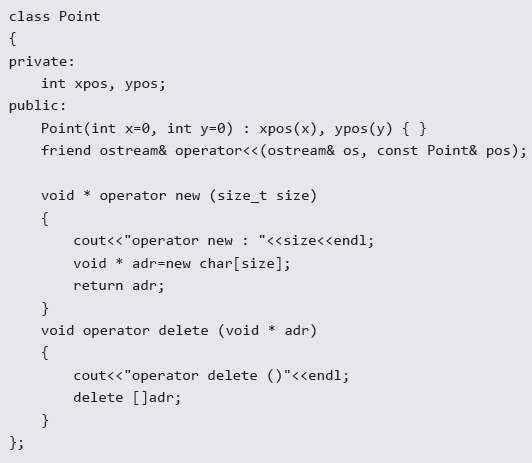 class Point
{
private:
    int xpos, ypos;
public:
    Point(int x=0, int y=0) : xpos(x), ypos(y) { }
    friend ostream& operator<<(ostream& os, const Point& pos);

    void * operator new (size_t size)
    {
        cout<<"operator new : "<<size<<endl;
        void * adr=new char[size];
        return adr;
    }
    void operator delete (void * adr)
    {
        cout<<"operator delete ()"<<endl;
        delete []adr;
    }
};